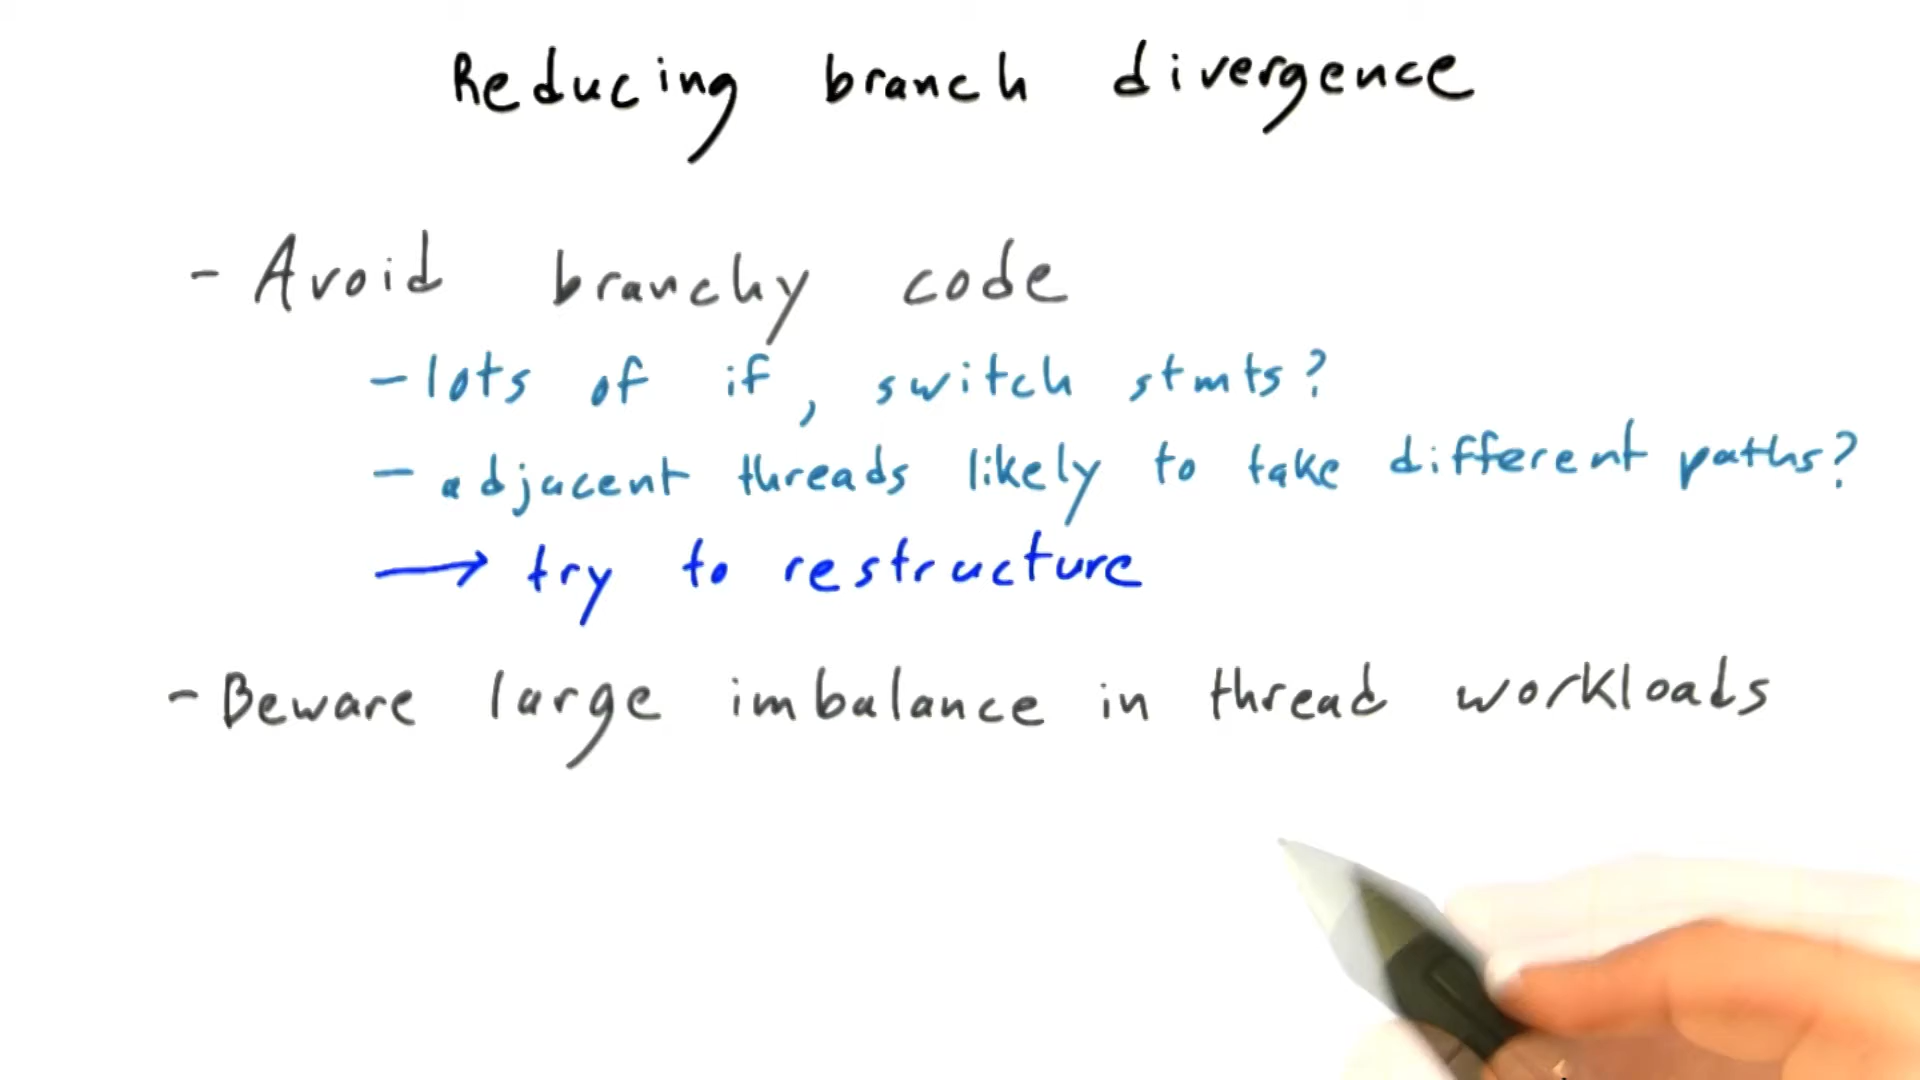 Reducing branch divergence
- Avoid branchy code
- lots of if, switch stmts?
- adjacent threads likely to take different paths?
→ try to restructure
- Beware large imbalance in thread workloads